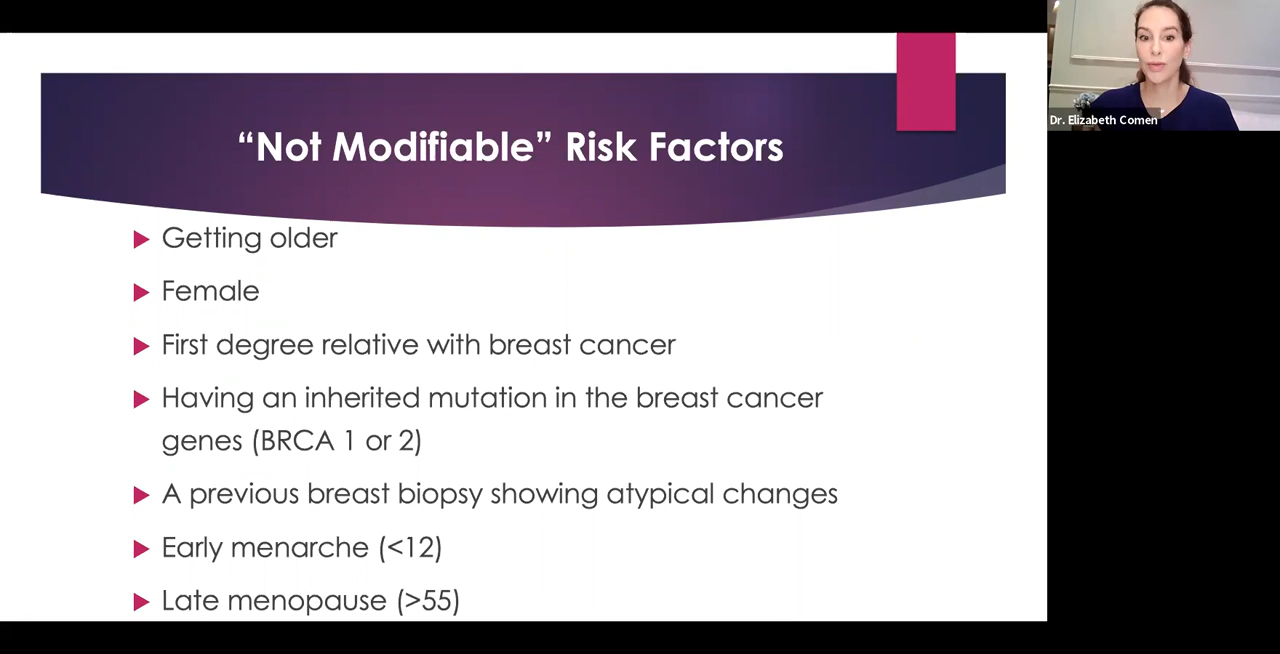 “Not Modifiable” Risk Factors
Getting older
Female
First degree relative with breast cancer
Having an inherited mutation in the breast cancer
genes (BRCA 1 or 2)
A previous breast biopsy showing atypical changes
Early menarche (<12)
Late menopause (>55)
Dr. Elizabeth Comen